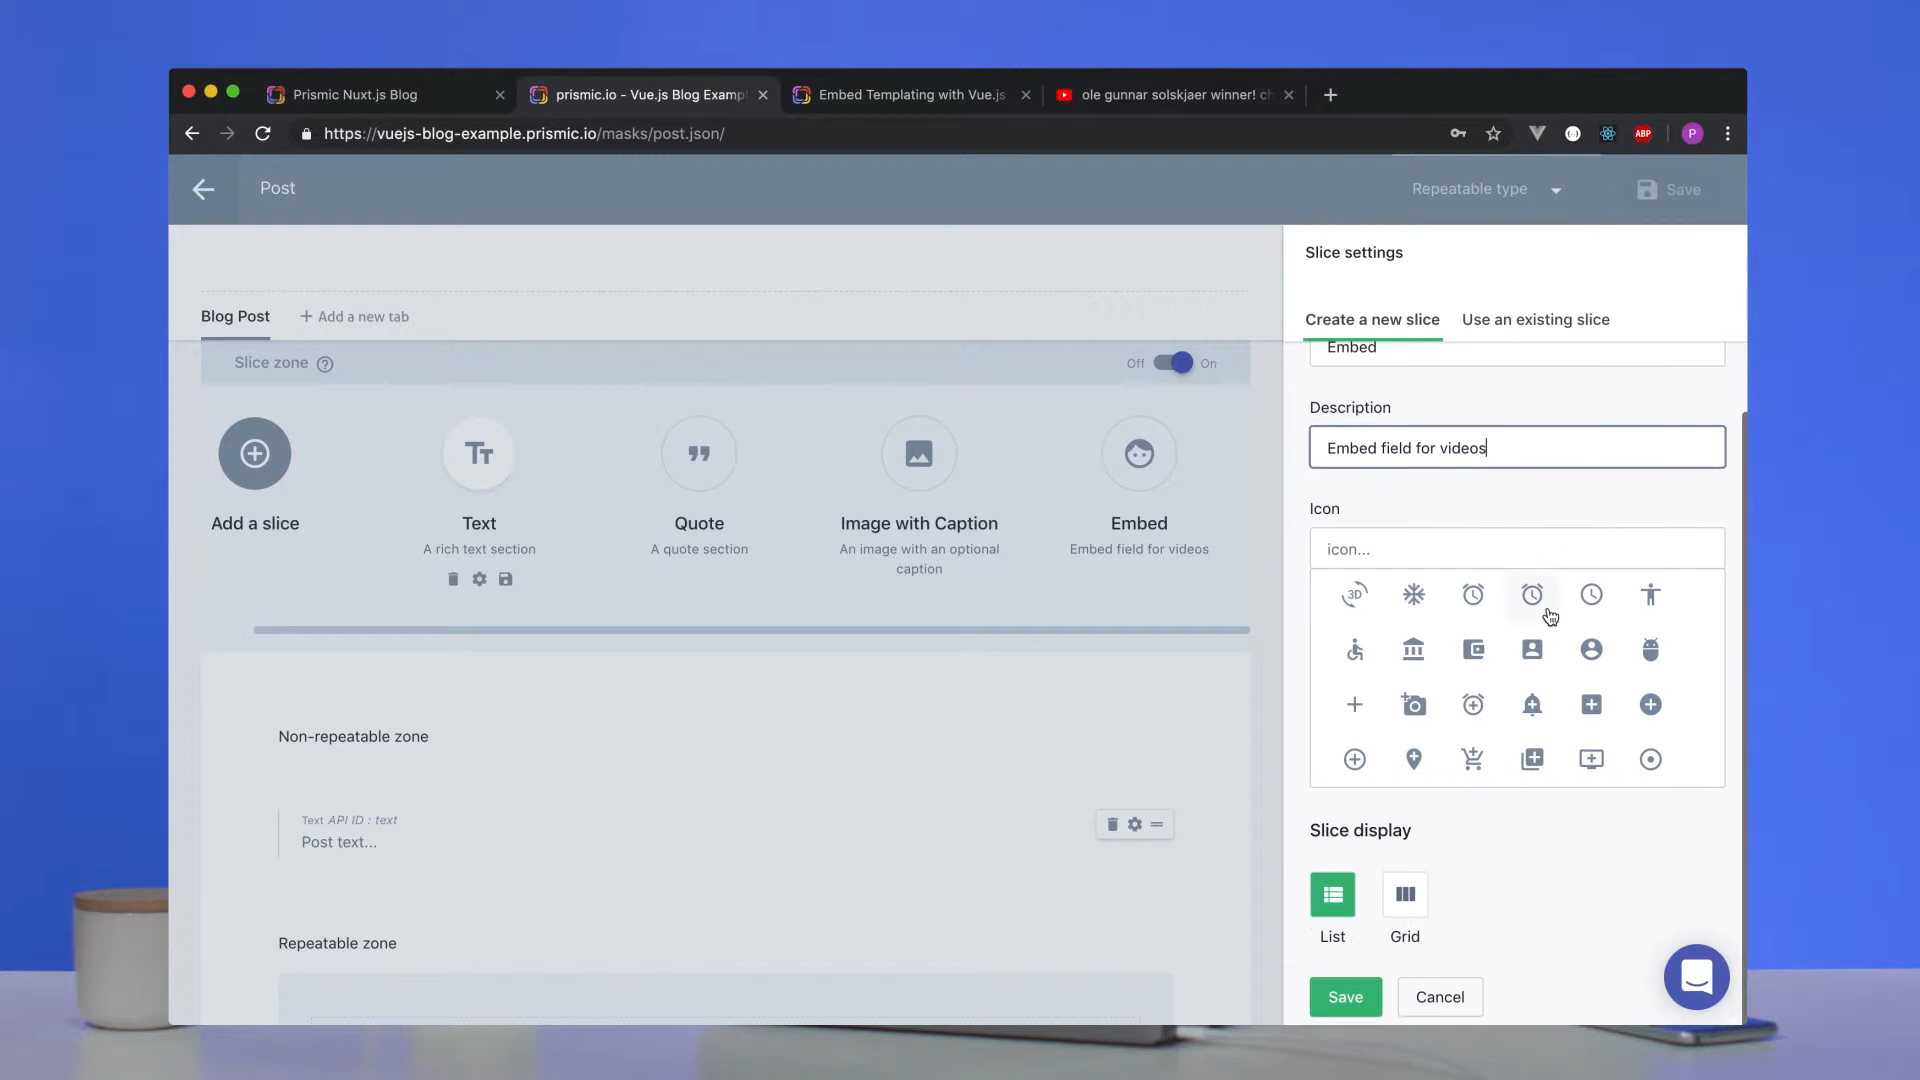 Prismic Nuxt.js Blog
prismic.io - Vue.js Blog Examp
Embed Templating with Vue.js
ole gunnar solskjaer winner! c
https://vuejs-blog-example.prismic.io/masks/post.json/
ABP
P
Post
Repeatable type
Save
Slice settings
Blog Post
+ Add a new tab
Create a new slice
Use an existing slice
Slice zone ?
Off
On
Embed
Description
Embed field for videos
Add a slice
Tт
Text
A rich text section
Quote
A quote section
Image with Caption
An image with an optional
caption
Embed
Embed field for videos
Icon
icon...
3D
Non-repeatable zone
Text API ID : text
Post text...
Repeatable zone
Slice display
List
Grid
Save
Cancel